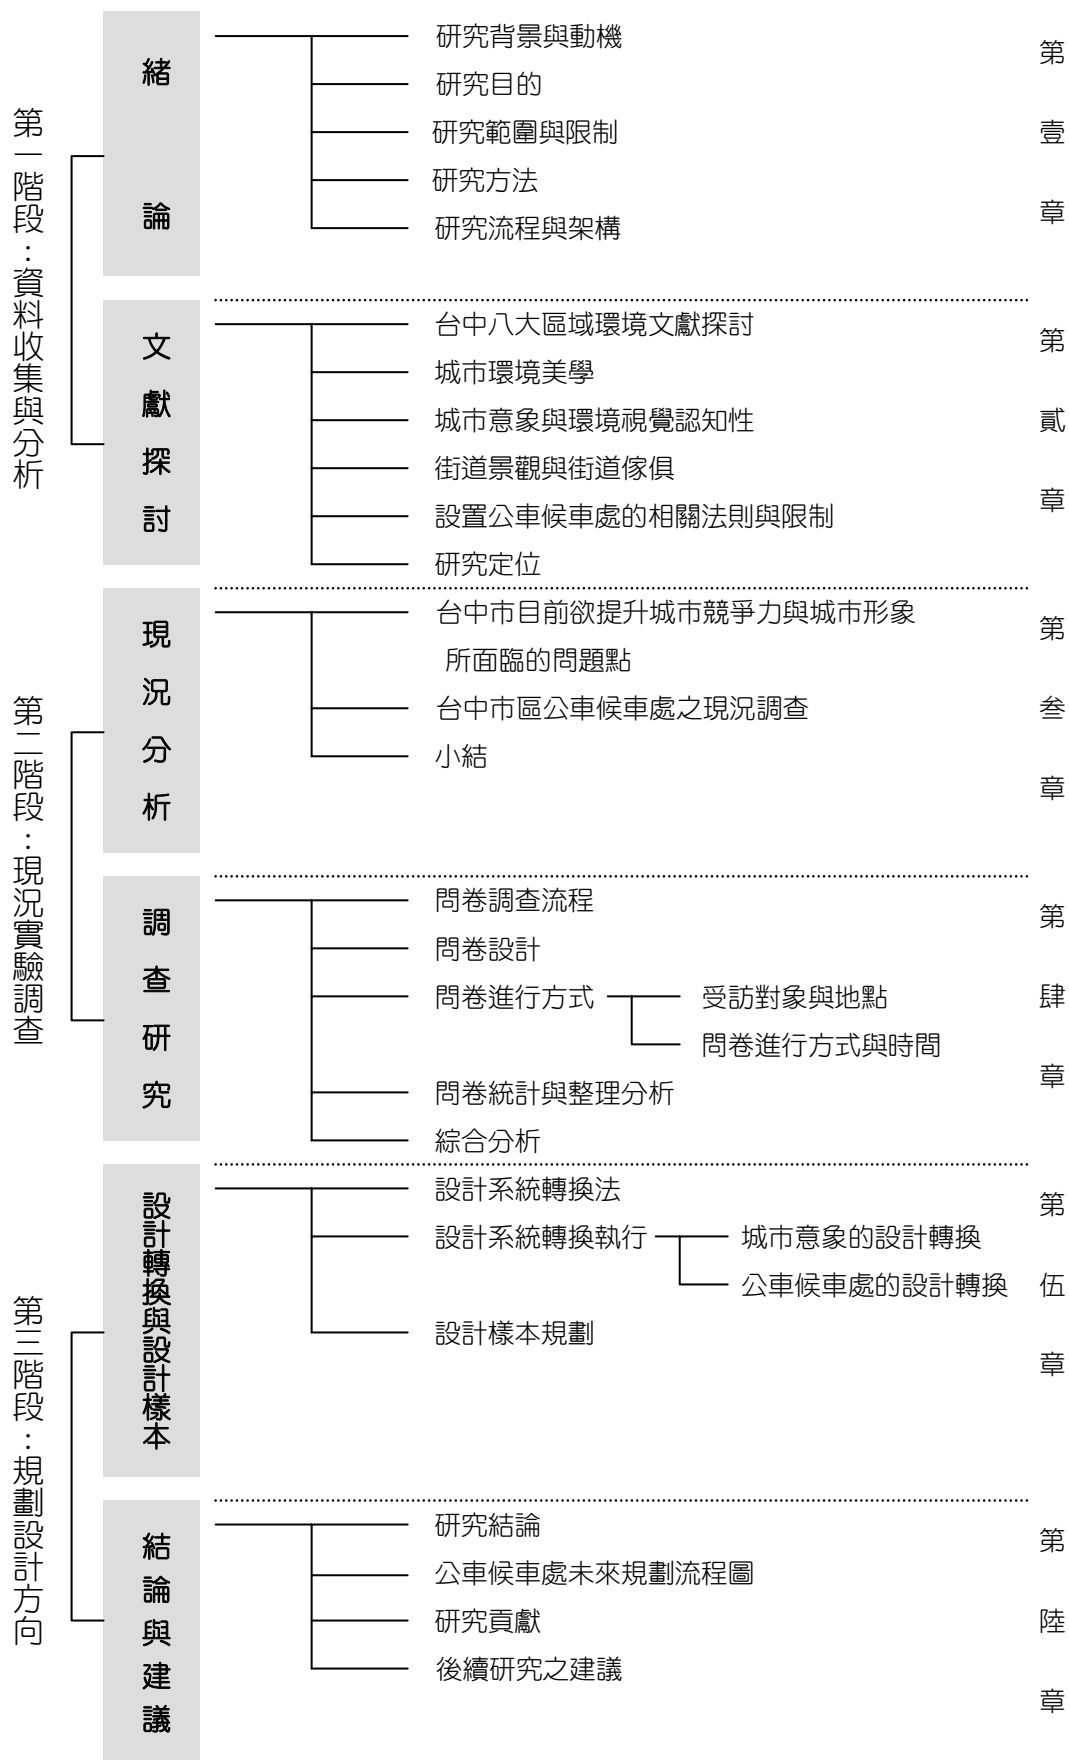 第一階段：資料收集與分析
緒論
研究背景與動機
研究目的
研究範圍與限制
研究方法
研究流程與架構
第壹章
文獻探討
台中八大區域環境文獻探討
城市環境美學
城市意象與環境視覺認知性
街道景觀與街道傢俱
設置公車候車處的相關法則與限制
研究定位
第貳章
第二階段：現況實驗調查
現況分析
台中市目前欲提升城市競爭力與城市形象
所面臨的問題點
台中市區公車候車處之現況調查
小結
第叁章
調查研究
問卷調查流程
問卷設計
問卷進行方式
受訪對象與地點
問卷進行方式與時間
問卷統計與整理分析
綜合分析
第肆章
第三階段：規劃設計方向
設計轉換與設計樣本
設計系統轉換法
設計系統轉換執行
城市意象的設計轉換
公車候車處的設計轉換
設計樣本規劃
第伍章
結論與建議
研究結論
公車候車處未來規劃流程圖
研究貢獻
後續研究之建議
第陸章